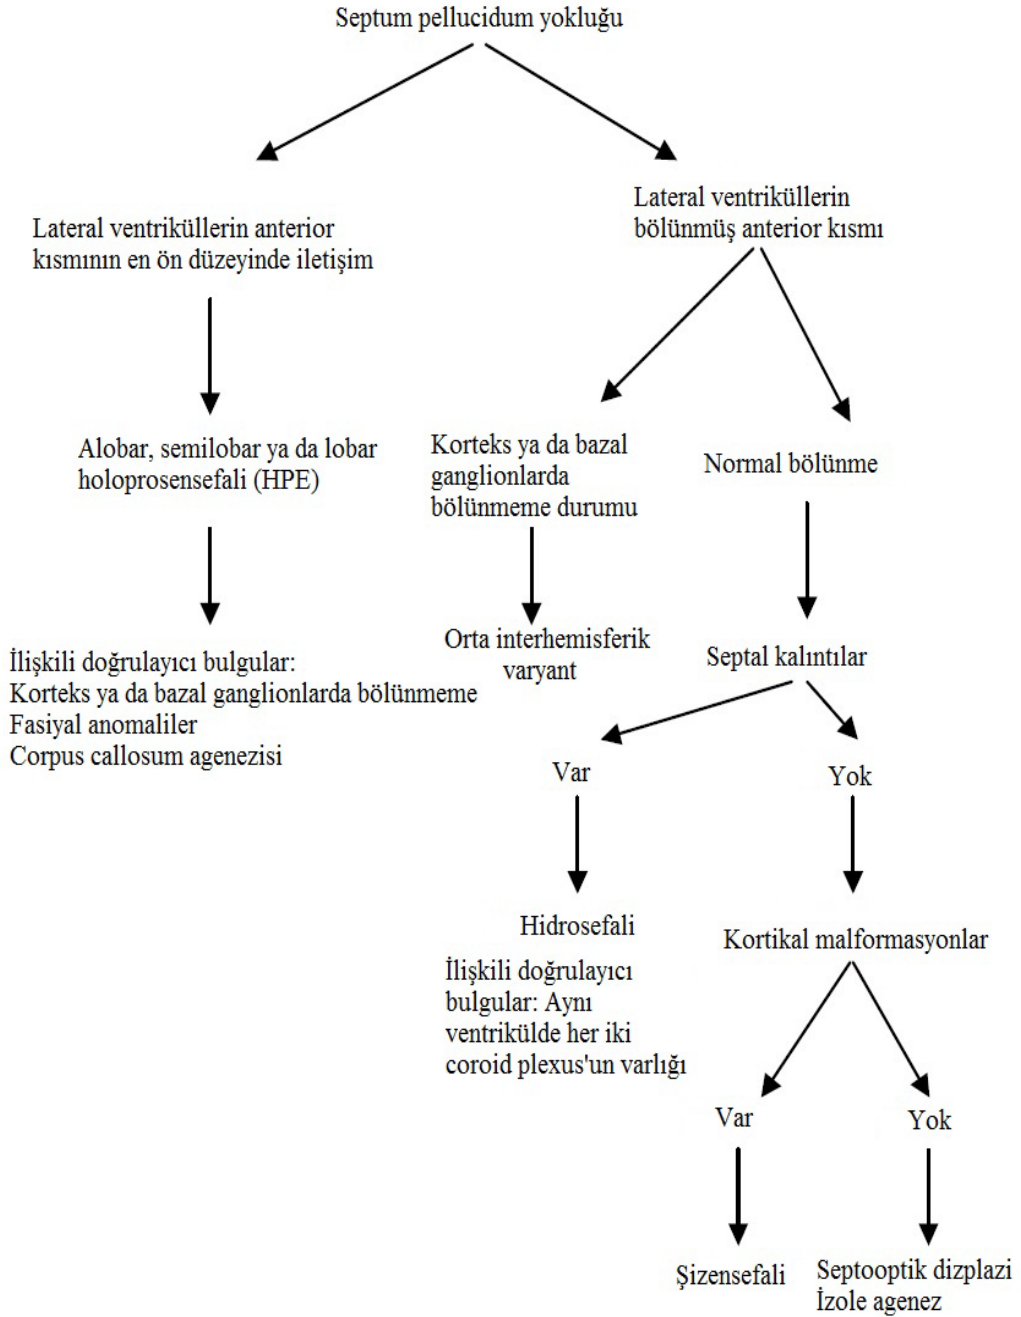 Septum pellucidum yokluğu
Lateral ventriküllerin anterior
kısmının en ön düzeyinde iletişim
Lateral ventriküllerin
bölünmüş anterior kısmı
Alobar, semilobar ya da lobar
holoprosensefali (HPE)
Korteks ya da bazal
ganglionlarda
bölünmeme durumu
Normal bölünme
İlişkili doğrulayıcı bulgular:
Korteks ya da bazal ganglionlarda bölünmeme
Fasiyal anomaliler
Corpus callosum agenezisi
Orta interhemisferik
varyant
Septal kalıntılar
Var
Yok
Hidrosefali
İlişkili doğrulayıcı
bulgular: Aynı
ventrikülde her iki
coroid plexus'un varlığı
Kortikal malformasyonlar
Var
Yok
Şizensefali
Septooptik dizplazi
İzole agenez